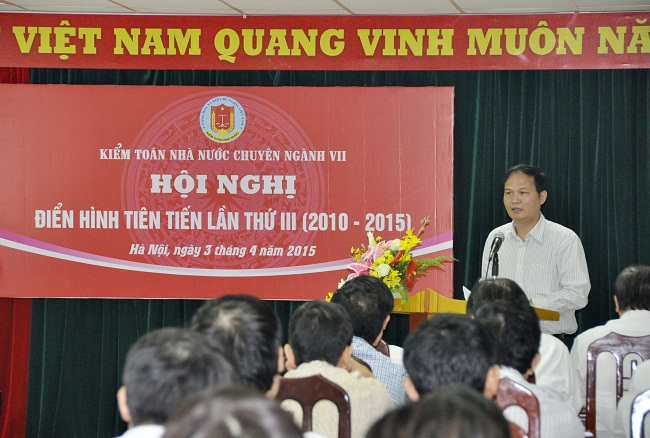 VIỆT NAM QUANG VINH MUÔN NĂ
KIỂM TOÁN NHÀ NƯỚC CHUYÊN NGÀNH VII
HỘI NGHỊ
ĐIỂN HÌNH TIÊN TIẾN LẦN THỨ III (2010 - 2015)
Hà Nội, ngày 3 tháng 4 năm 2015